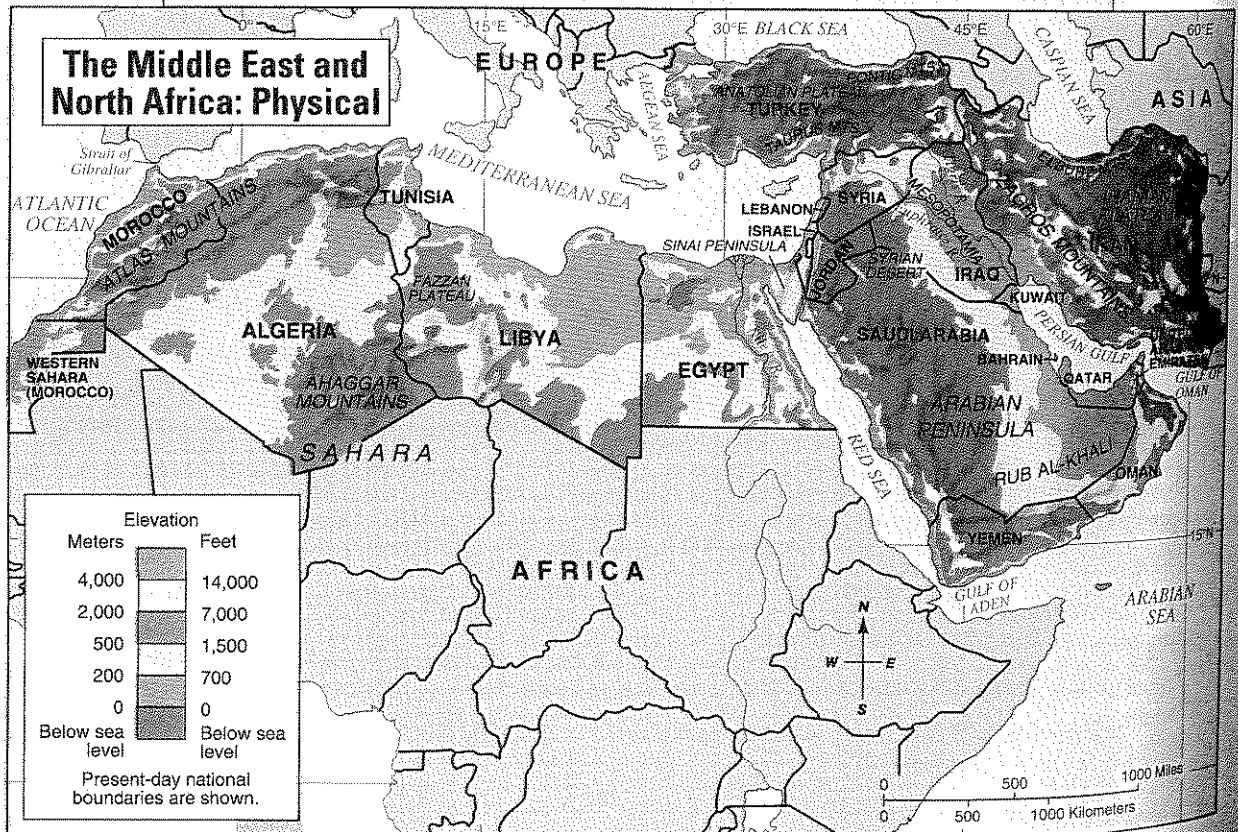 The Middle East and
North Africa: Physical
0°
15°E
30°E
45°E
60°E
BLACK SEA
CASPIAN SEA
EUROPE
ASIA
AEGEAN SEA
PONTIC MTS.
ANATOLIAN PLATEAU
TURKEY
TAURUS MTS.
Strait of
Gibraltar
MEDITERRANEAN SEA
ATLANTIC
OCEAN
MOROCCO
ATLAS MOUNTAINS
TUNISIA
LEBANON
SYRIA
ISRAEL
SINAI PENINSULA
JORDAN
SYRIAN
DESERT
MESOPOTAMIA
Euphrates R.
IRAQ
ZAGROS MOUNTAINS
KUWAIT
PERSIAN GULF
FAZZAN
PLATEAU
ALGERIA
LIBYA
EGYPT
SAUDI ARABIA
BAHRAIN
QATAR
UNITED
ARAB
EMIRATES
GULF OF
OMAN
WESTERN
SAHARA
(MOROCCO)
AHAGGAR
MOUNTAINS
SAHARA
RED SEA
ARABIAN
PENINSULA
RUB AL KHALI
OMAN
YEMEN
15°N
GULF OF
ADEN
ARABIAN
SEA
AFRICA
N
W
E
S
Elevation
Meters Feet
4,000 14,000
2,000 7,000
500 1,500
200 700
0 0
Below sea level Below sea level
Present-day national
boundaries are shown.
0 500 1000 Miles
0 500 1000 Kilometers